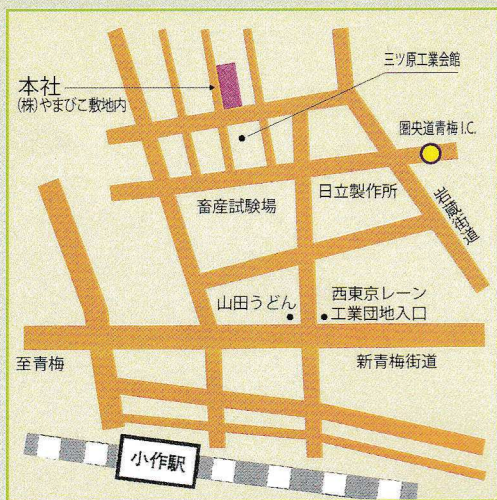 三ツ原工業会館
本社
(株)やまびこ敷地内
圏央道青梅I.C.
岩蔵街道
畜産試験場
日立製作所
山田うどん
西東京レーン
工業団地入口
至青梅
新青梅街道
小作駅